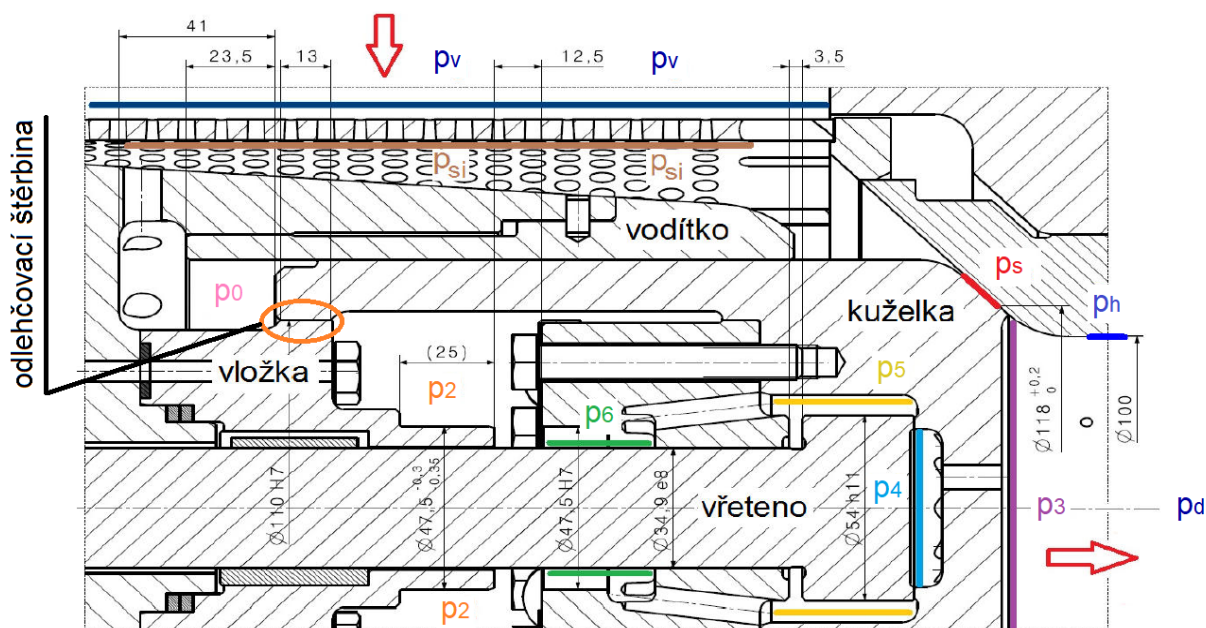 41
23,5
13
pv
12,5
pv
3,5
odlehčovací štěrbina
psi
psi
vodítko
ps
p0
ph
kuželka
vložka
(25)
p2
p5
p6
vřeteno
p4
p3
pd
Ø110 H7
Ø47,5 -0,3 -0,35
Ø47,5 H7
Ø34,9 e8
Ø54 h11
Ø118 +0,2 0
o
Ø100
p2